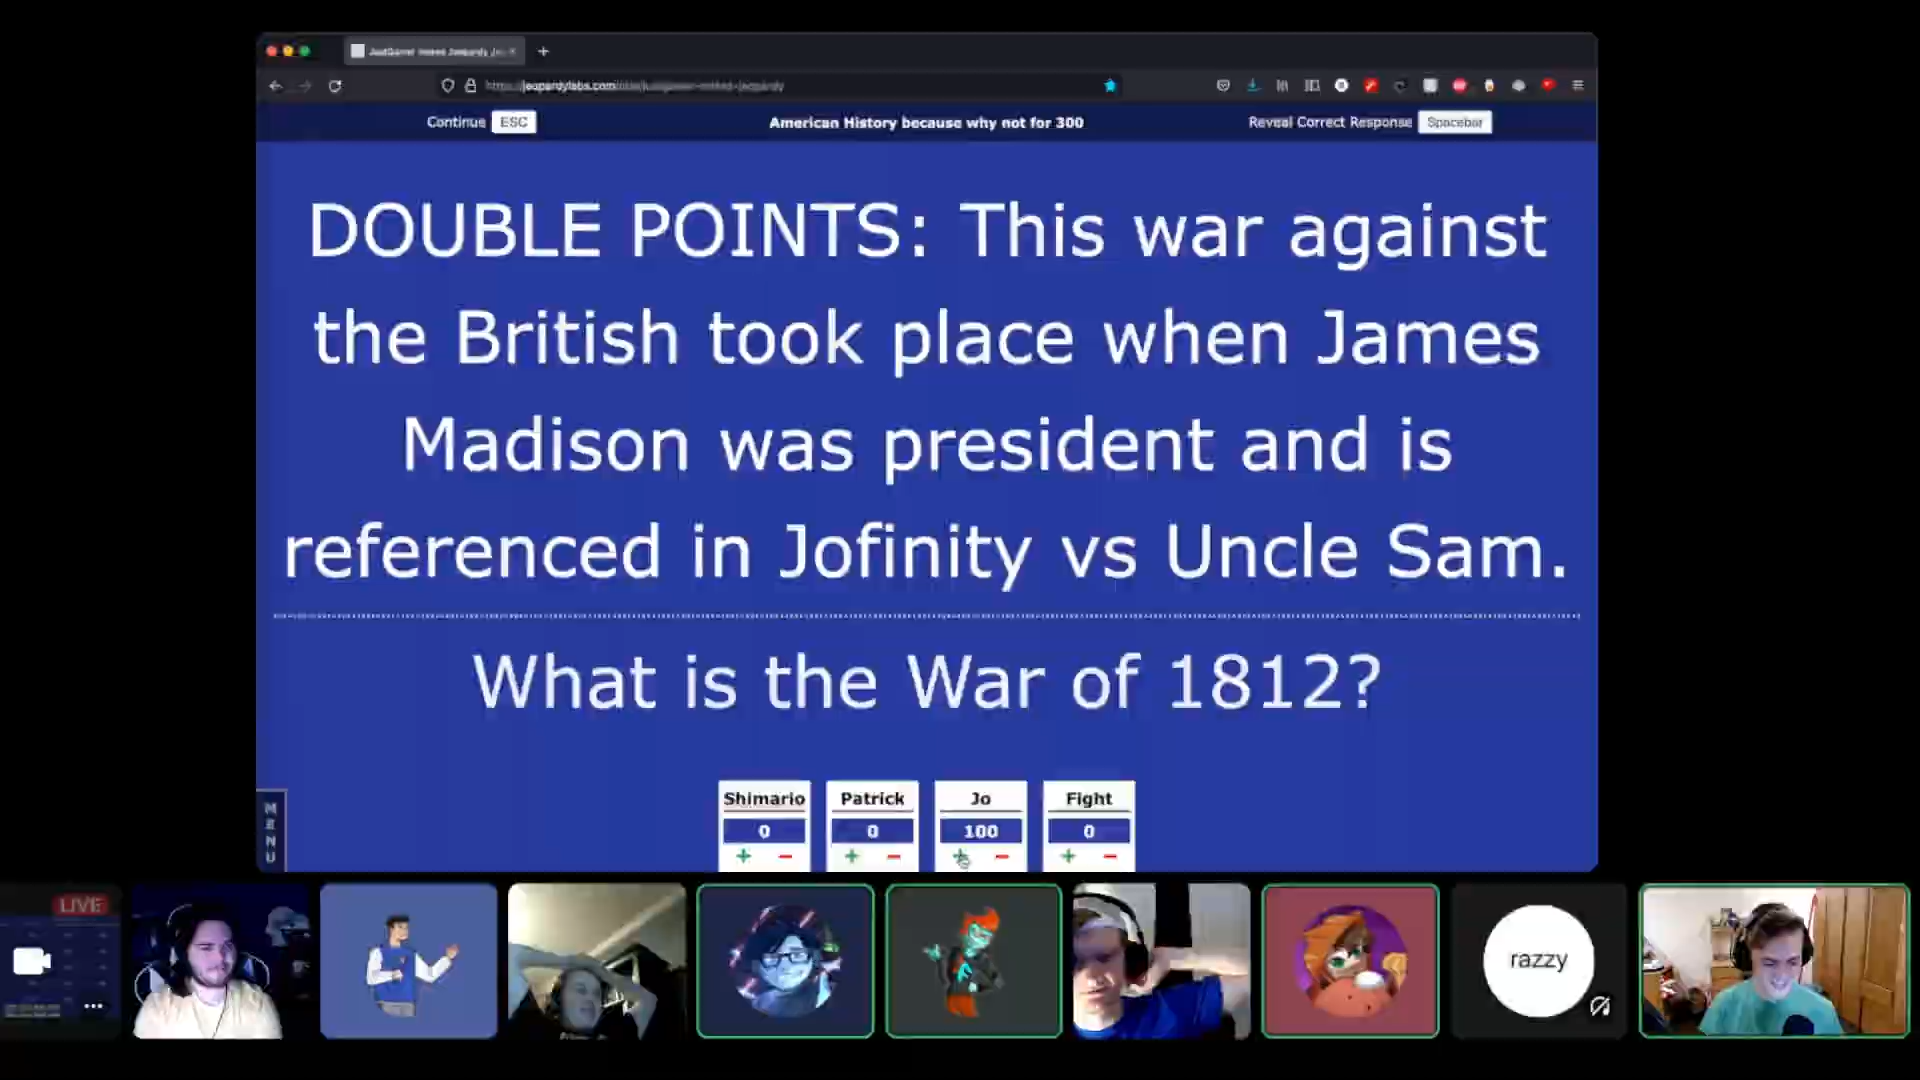 Continue ESC
American History because why not for 300
Reveal Correct Response Spacebar
DOUBLE POINTS: This war against
the British took place when James
Madison was president and is
referenced in Jofinity vs Uncle Sam.
What is the War of 1812?
MENU
Shimario Patrick Jo Fight
0 0 100 0
+ − + − + − + −
LIVE
razzy